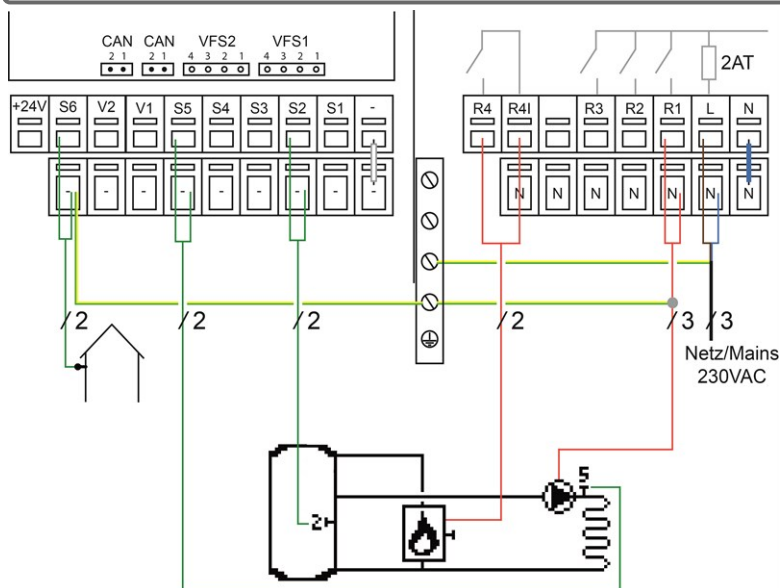 CAN CAN VFS2 VFS1
2 1 2 1 4 3 2 1 4 3 2 1
2AT
+24V S6 V2 V1 S5 S4 S3 S2 S1 -
R4 R4I R3 R2 R1 L N
- - - - - - - - -
N N N N N N N
/2 /2 /2 /2 /3 /3
Netz/Mains
230VAC
5
2